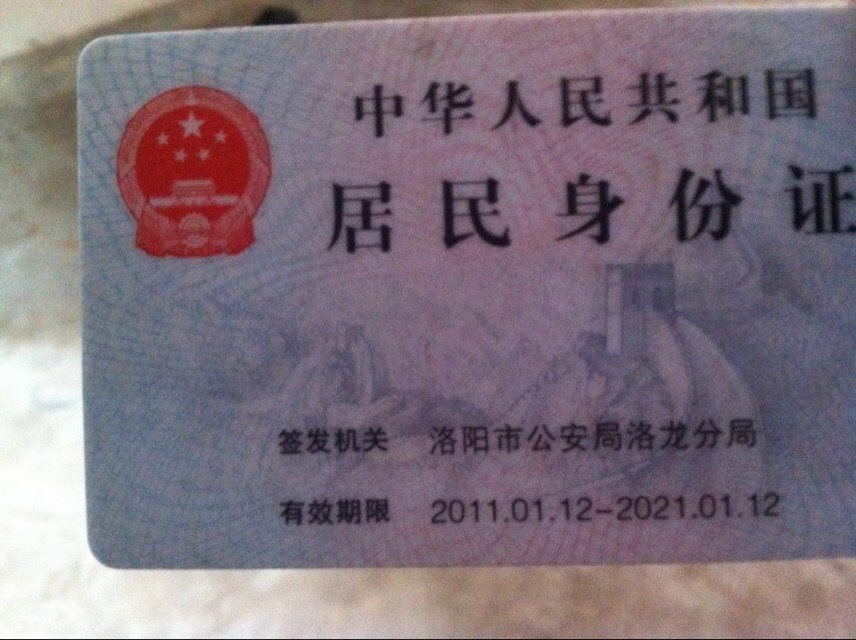 中华人民共和国
居民身份证
签发机关 洛阳市公安局洛龙分局
有效期限 2011.01.12-2021.01.12